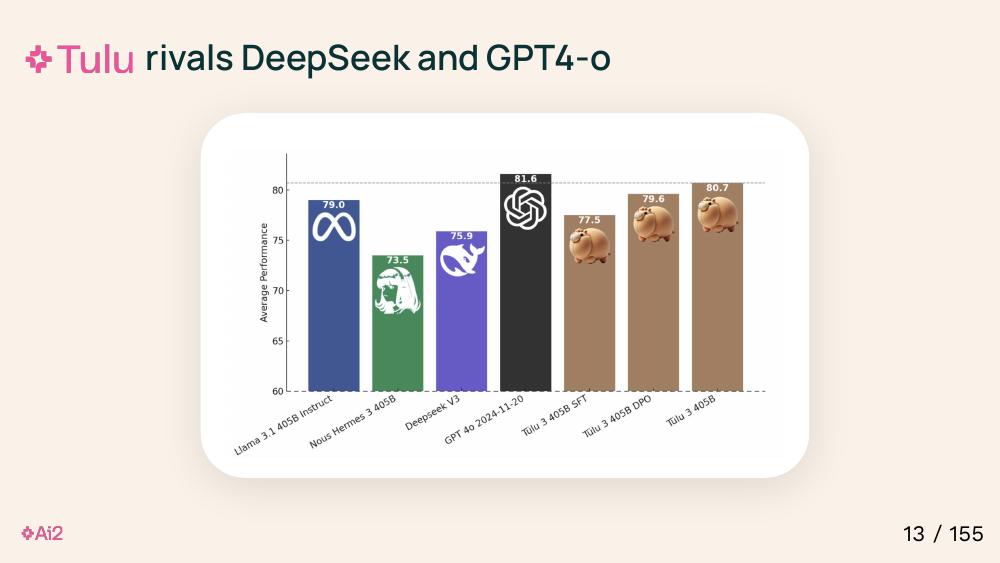 Tulu rivals DeepSeek and GPT4-o
81.6
80.7
79.6
79.0
77.5
75.9
73.5
80
75
70
65
60
Average Performance
Llama 3.1 405B Instruct
Nous Hermes 3 405B
Deepseek V3
GPT 4o 2024-11-20
Tülu 3 405B SFT
Tülu 3 405B DPO
Tülu 3 405B
Ai2
13 / 155